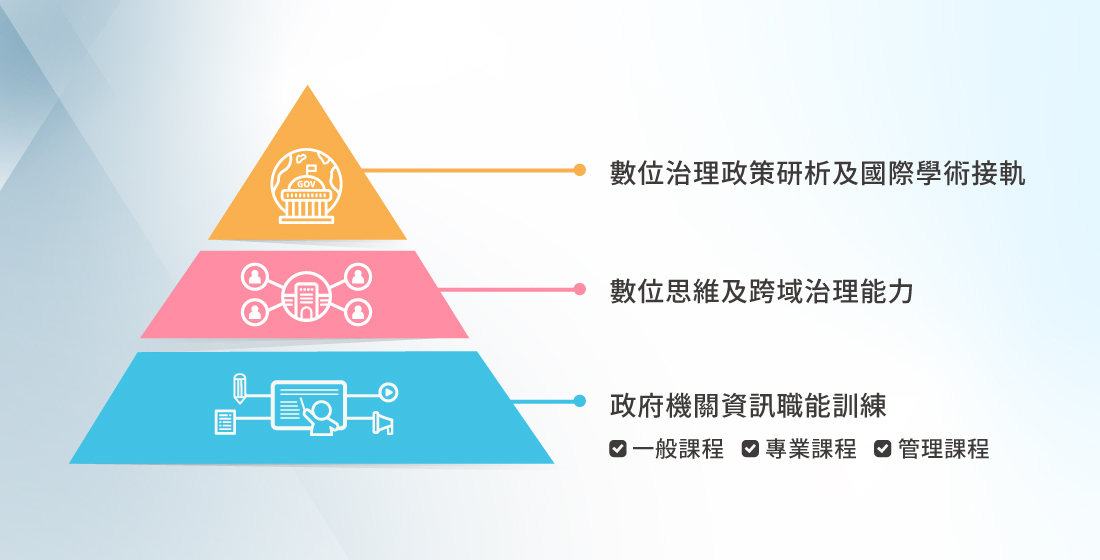 GOV
數位治理政策研析及國際學術接軌
數位思維及跨域治理能力
政府機關資訊職能訓練
一般課程 專業課程 管理課程